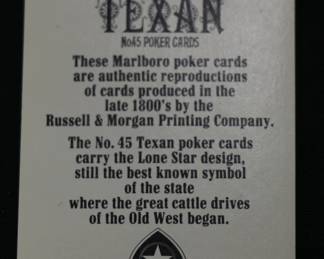 TEXAN
No45 POKER CARDS
These Marlboro poker cards
are authentic reproductions
of cards produced in the
late 1800's by the
Russell & Morgan Printing Company.
The No. 45 Texan poker cards
carry the Lone Star design,
still the best known symbol
of the state
where the great cattle drives
of the Old West began.